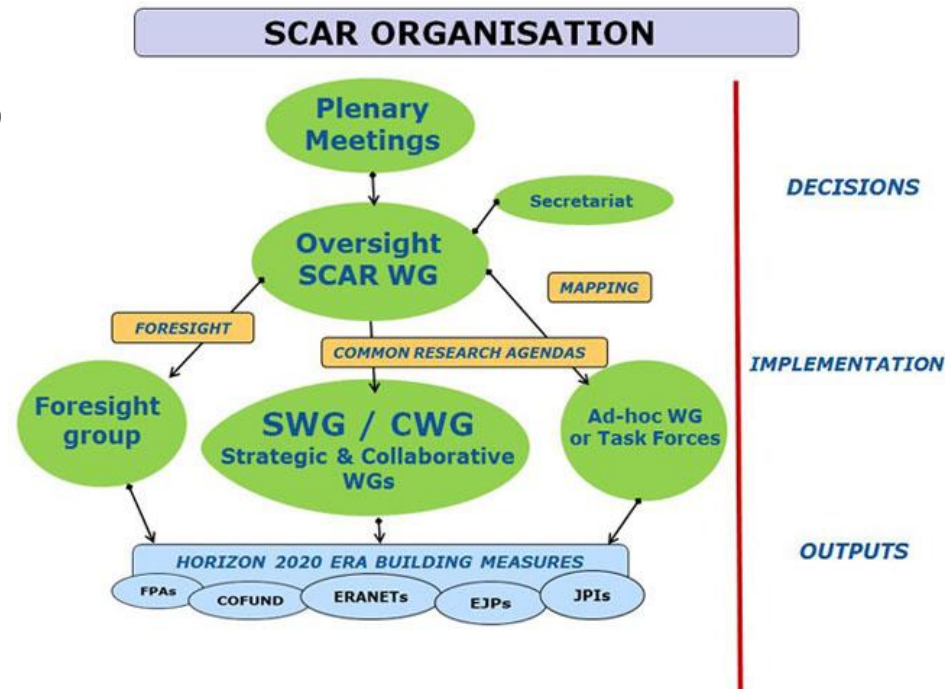 SCAR ORGANISATION
Plenary
Meetings
DECISIONS
Secretariat
Oversight
SCAR WG
MAPPING
FORESIGHT
COMMON RESEARCH AGENDAS
IMPLEMENTATION
Foresight
group
SWG / CWG
Strategic & Collaborative
WGs
Ad-hoc WG
or Task Forces
OUTPUTS
HORIZON 2020 ERA BUILDING MEASURES
FPAs
COFUND
ERANETs
EJPs
JPIs